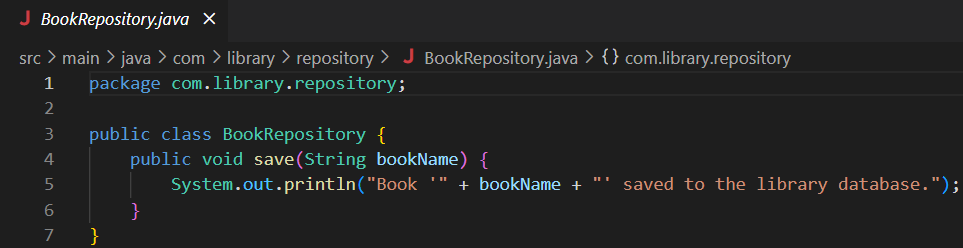 J BookRepository.java ×
src > main > java > com > library > repository > J BookRepository.java > {} com.library.repository
1 package com.library.repository;
2
3 public class BookRepository {
4     public void save(String bookName) {
5         System.out.println("Book '" + bookName + "' saved to the library database.");
6     }
7 }